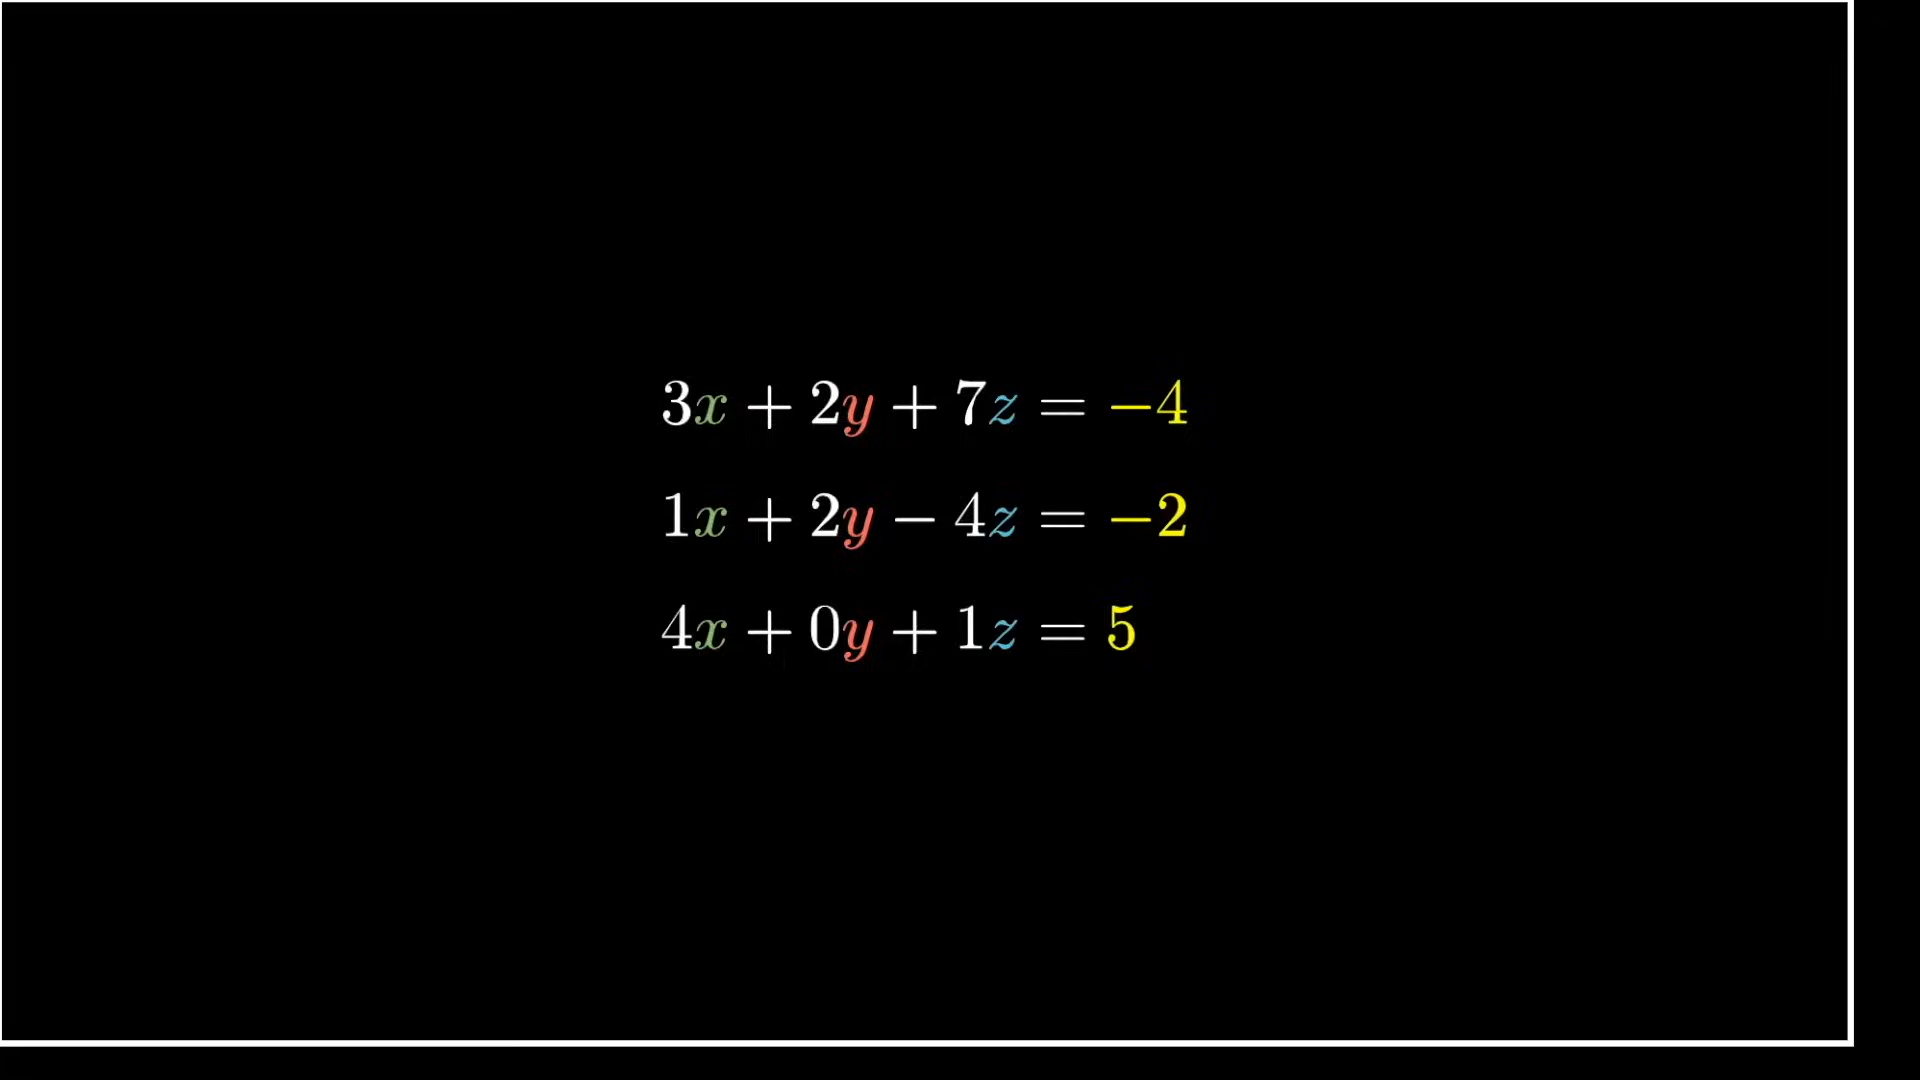 3x + 2y + 7z = −4
1x + 2y − 4z = −2
4x + 0y + 1z = 5